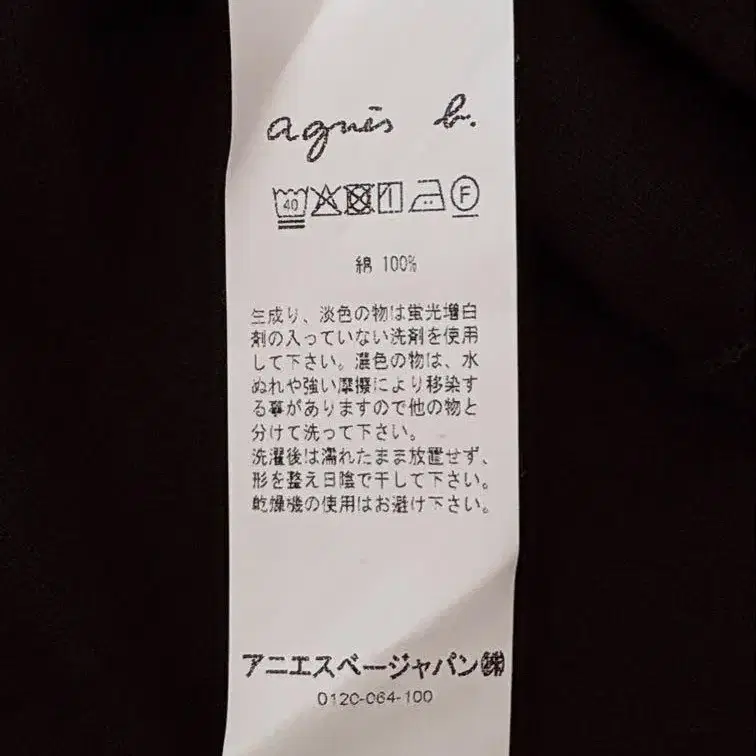 agnès b.
40 F
綿 100%
生成り、淡色の物は蛍光増白
剤の入っていない洗剤を使用
して下さい。濃色の物は、水
ぬれや強い摩擦により移染す
る事がありますので他の物と
分けて洗って下さい。
洗濯後は濡れたまま放置せず、
形を整え日陰で干して下さい。
乾燥機の使用はお避け下さい。
アニエスベージャパン㈱
0120-064-100